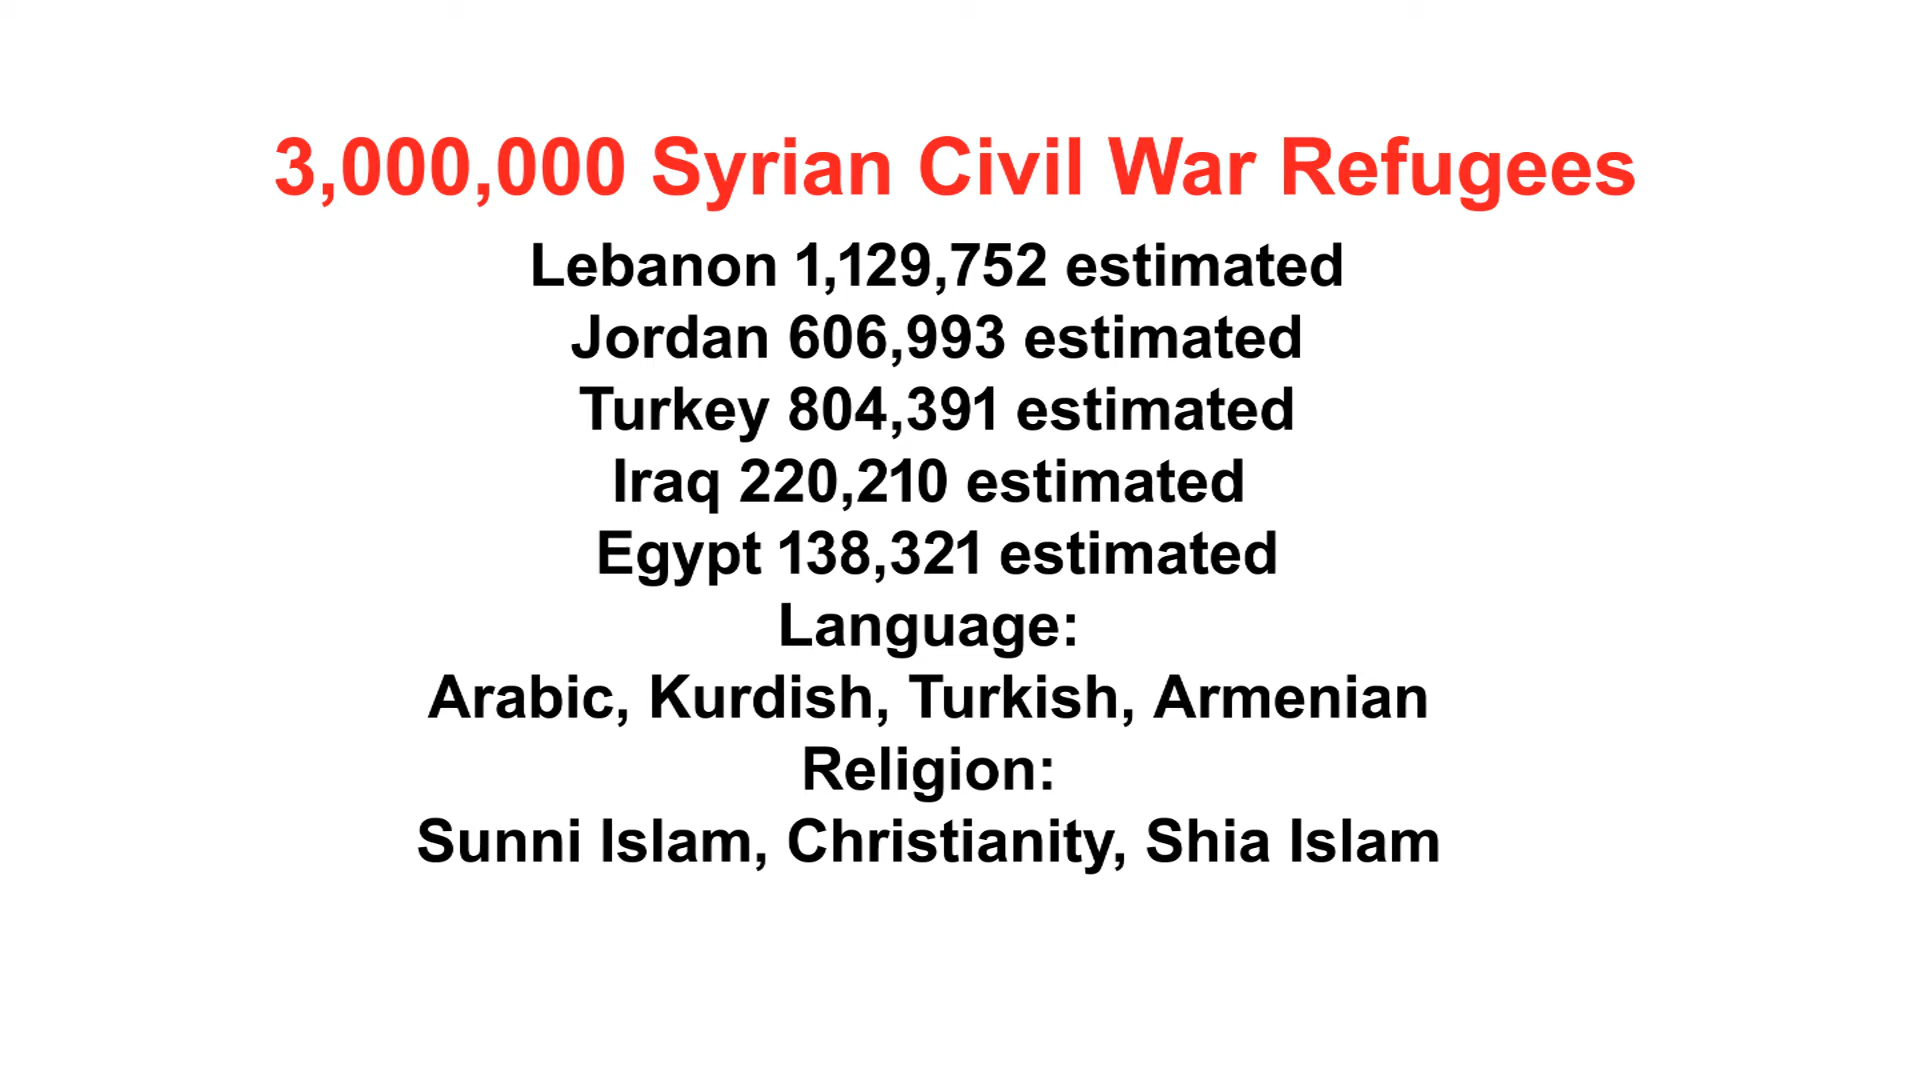 3,000,000 Syrian Civil War Refugees
Lebanon 1,129,752 estimated
Jordan 606,993 estimated
Turkey 804,391 estimated
Iraq 220,210 estimated
Egypt 138,321 estimated
Language:
Arabic, Kurdish, Turkish, Armenian
Religion:
Sunni Islam, Christianity, Shia Islam